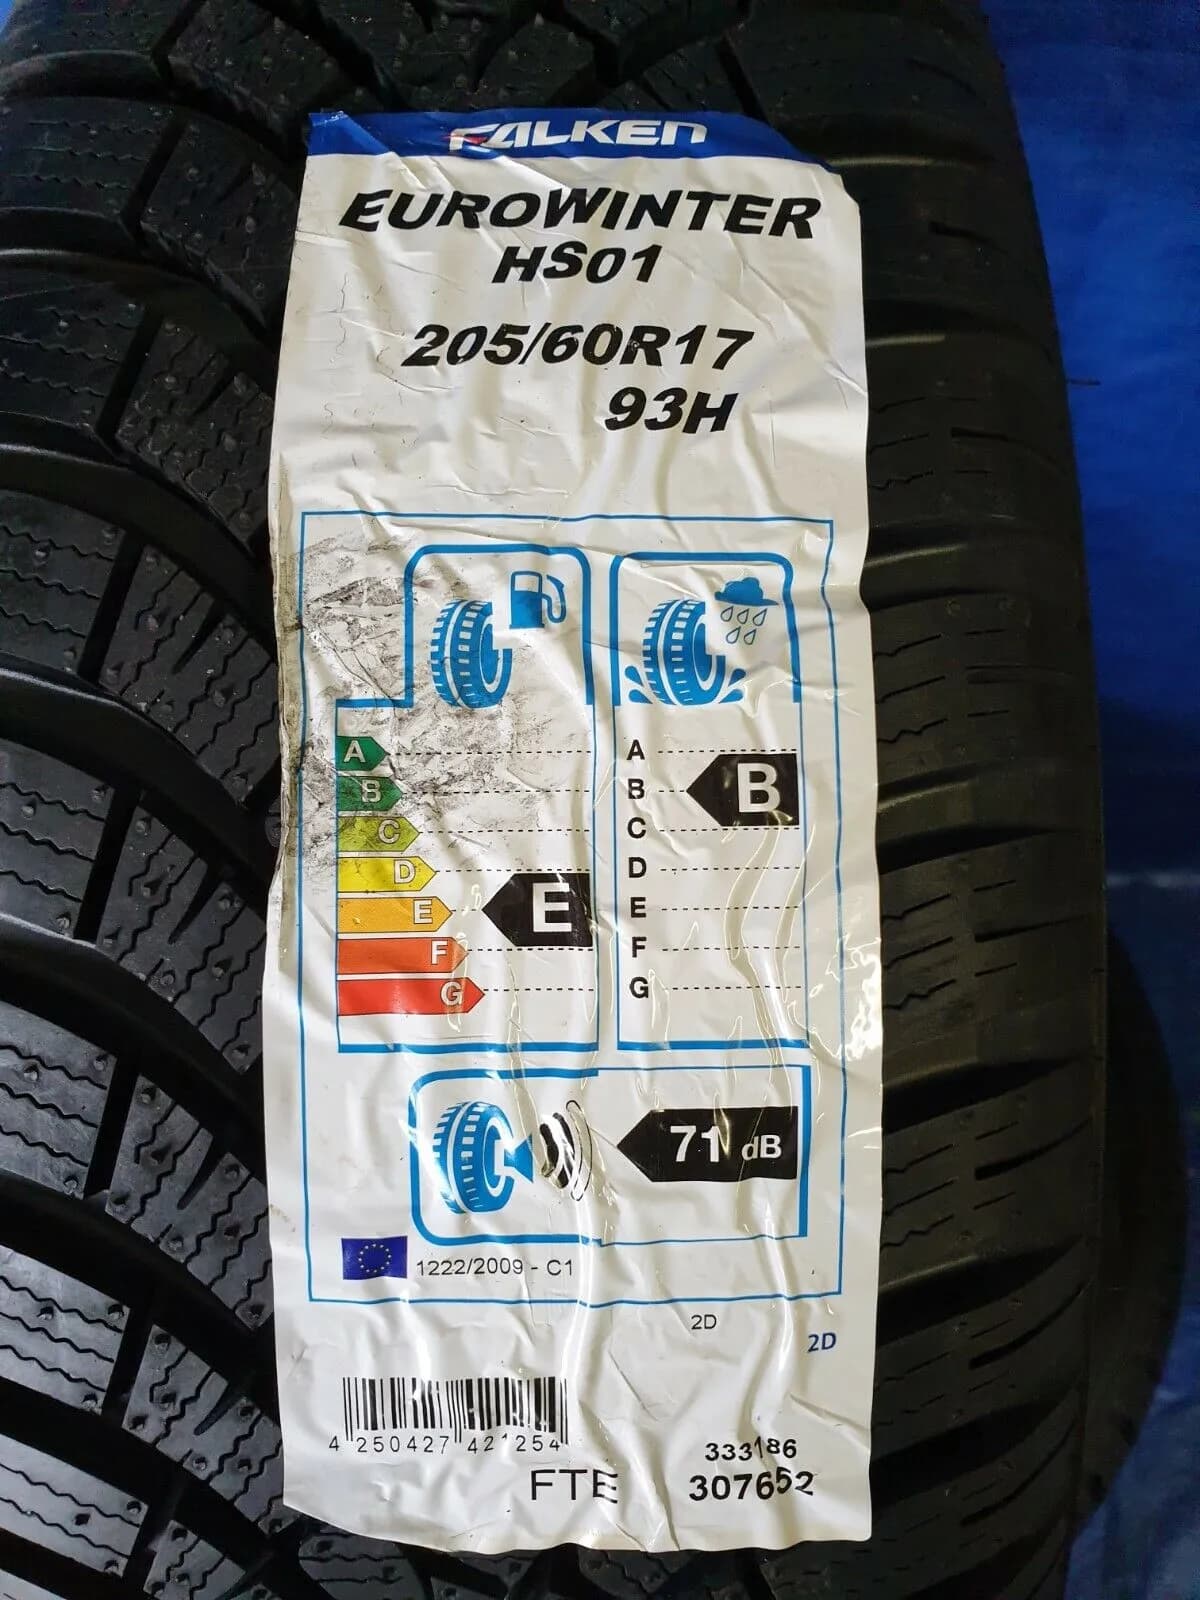 FALKEN
EUROWINTER
HS01
205/60R17
93H
A
B
C
D
E
F
G
E
A
B
C
D
E
F
G
B
71 dB
1222/2009 - C1
2D
2D
4 250427 421254
FTE
333186
307652